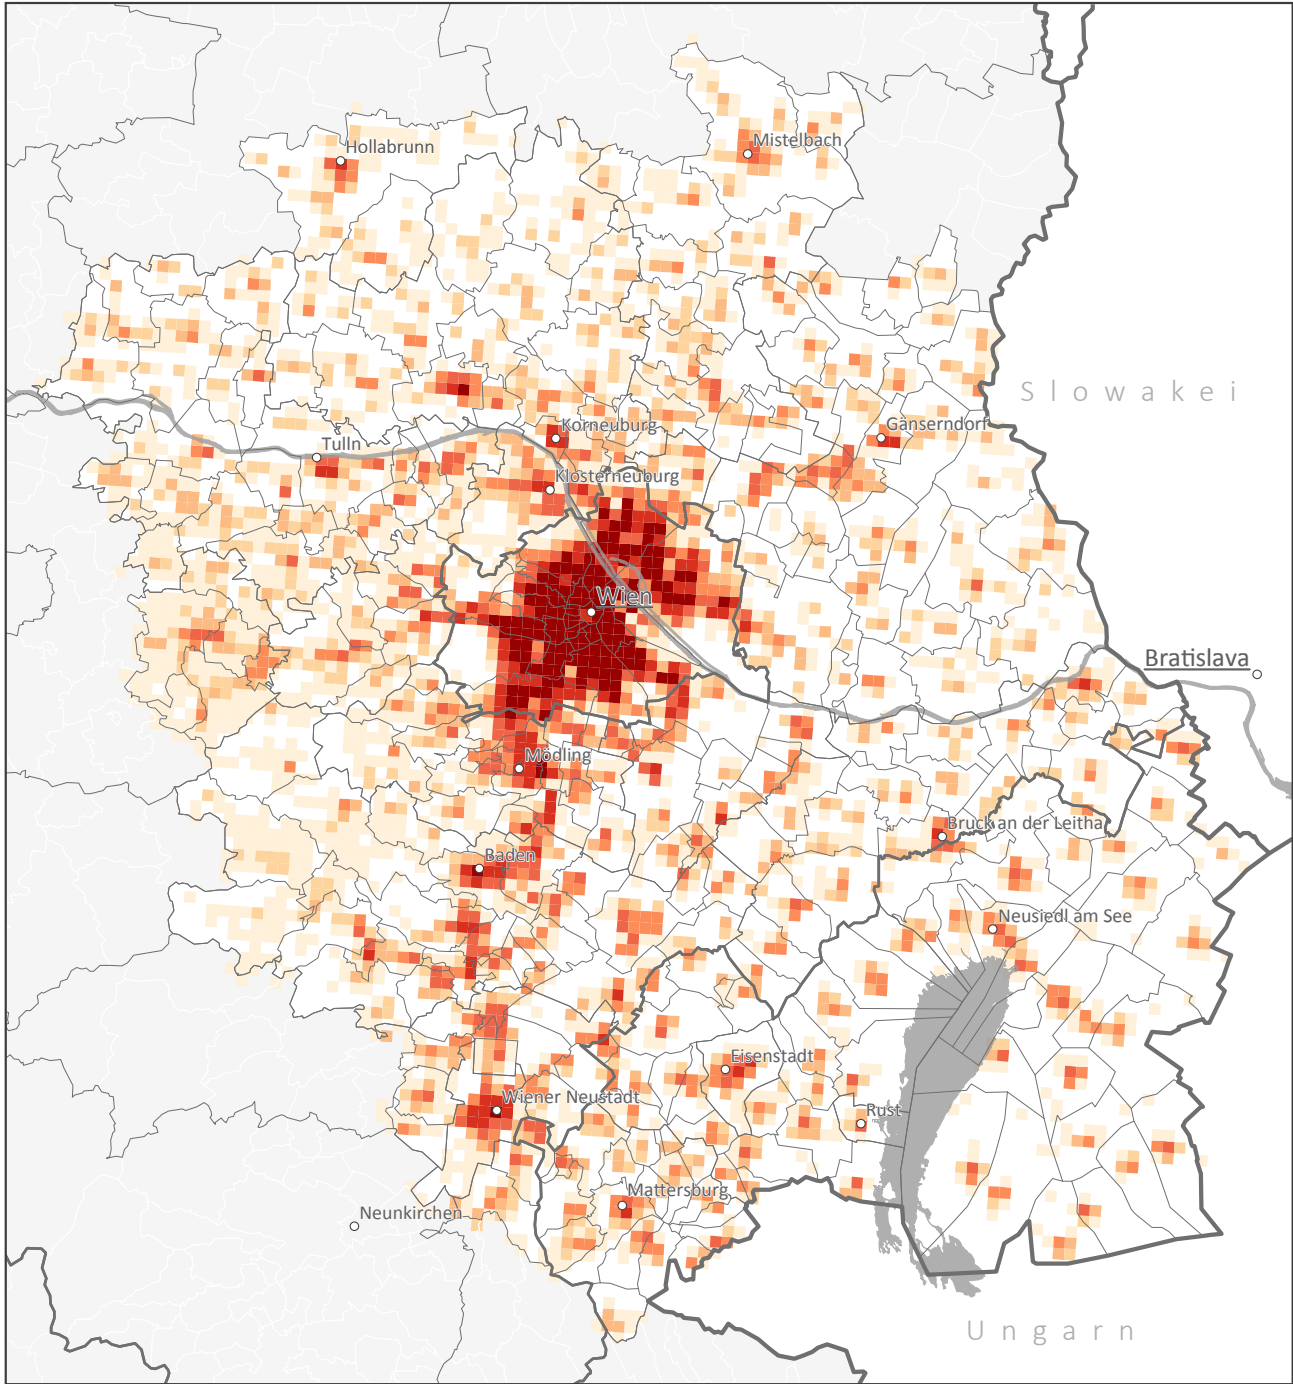 Hollabrunn
Mistelbach
Slowakei
Korneuburg
Gänserndorf
Tulln
Klosterneuburg
Wien
Bratislava
Mödling
Bruck an der Leitha
Baden
Neusiedl am See
Eisenstadt
Wiener Neustadt
Rust
Mattersburg
Neunkirchen
Ungarn